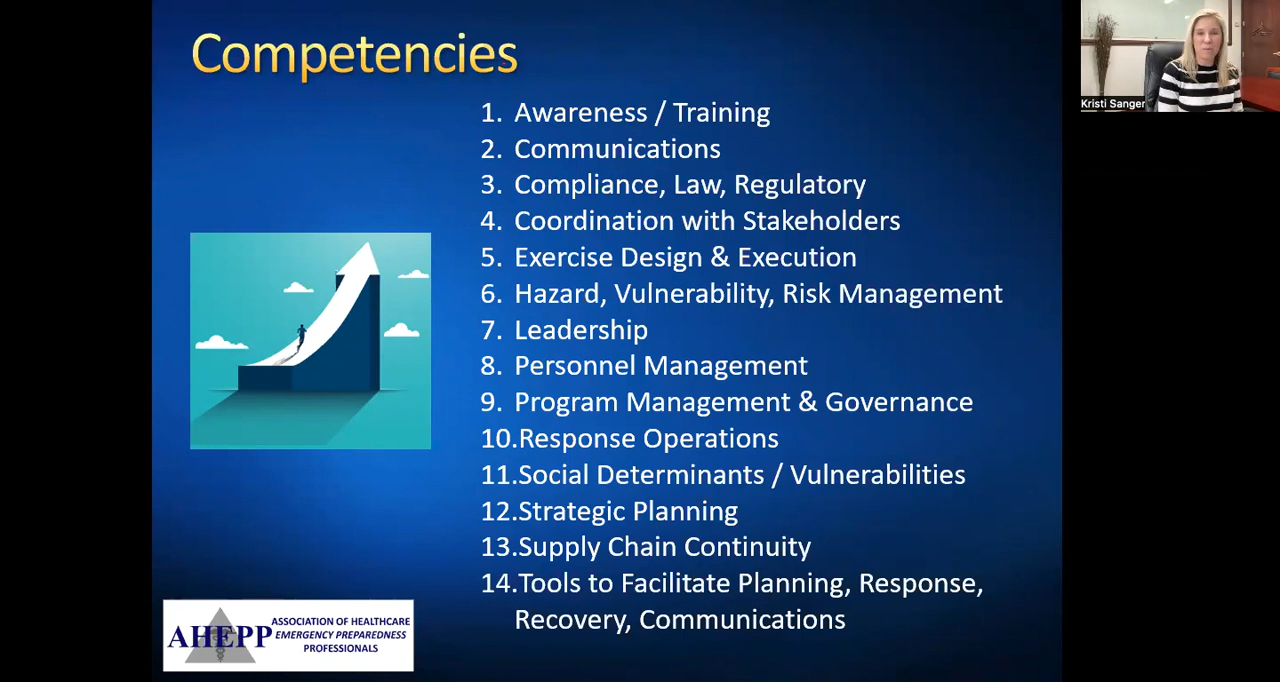 Competencies
1. Awareness / Training
2. Communications
3. Compliance, Law, Regulatory
4. Coordination with Stakeholders
5. Exercise Design & Execution
6. Hazard, Vulnerability, Risk Management
7. Leadership
8. Personnel Management
9. Program Management & Governance
10.Response Operations
11.Social Determinants / Vulnerabilities
12.Strategic Planning
13.Supply Chain Continuity
14.Tools to Facilitate Planning, Response,
Recovery, Communications
AHEPP
ASSOCIATION OF HEALTHCARE
EMERGENCY PREPAREDNESS
PROFESSIONALS
Kristi Sanger